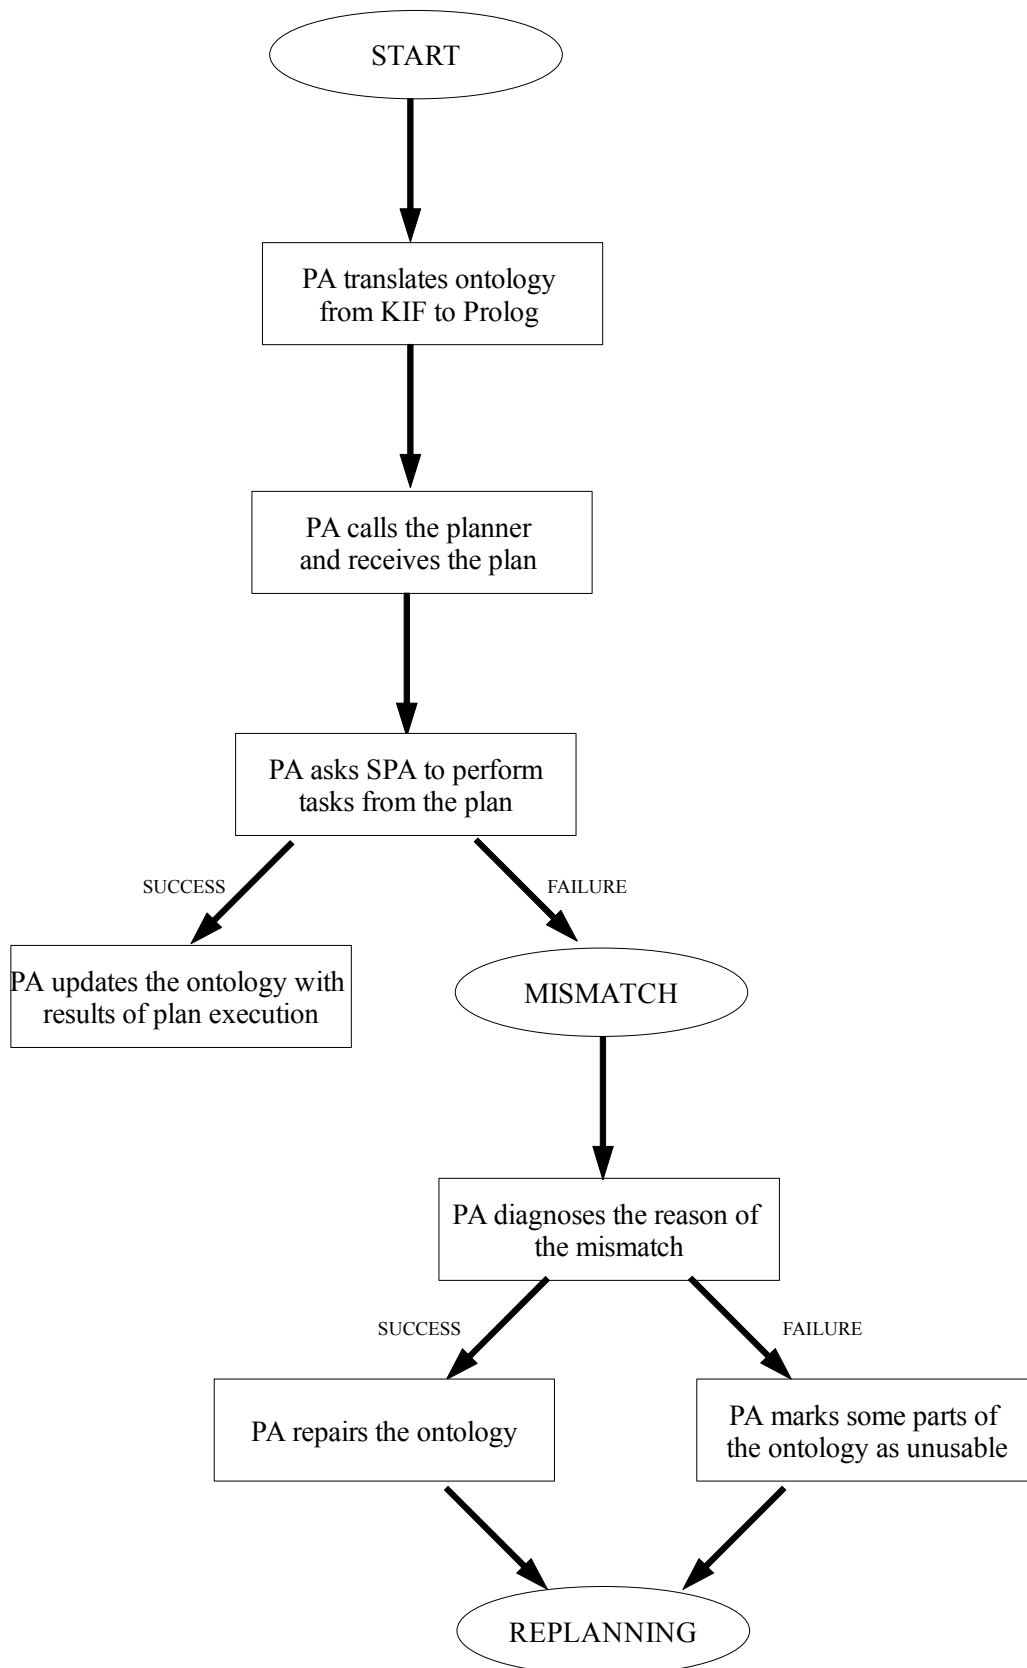 START
PA translates ontology
from KIF to Prolog
PA calls the planner
and receives the plan
PA asks SPA to perform
tasks from the plan
SUCCESS
FAILURE
PA updates the ontology with
results of plan execution
MISMATCH
PA diagnoses the reason of
the mismatch
SUCCESS
FAILURE
PA repairs the ontology
PA marks some parts of
the ontology as unusable
REPLANNING